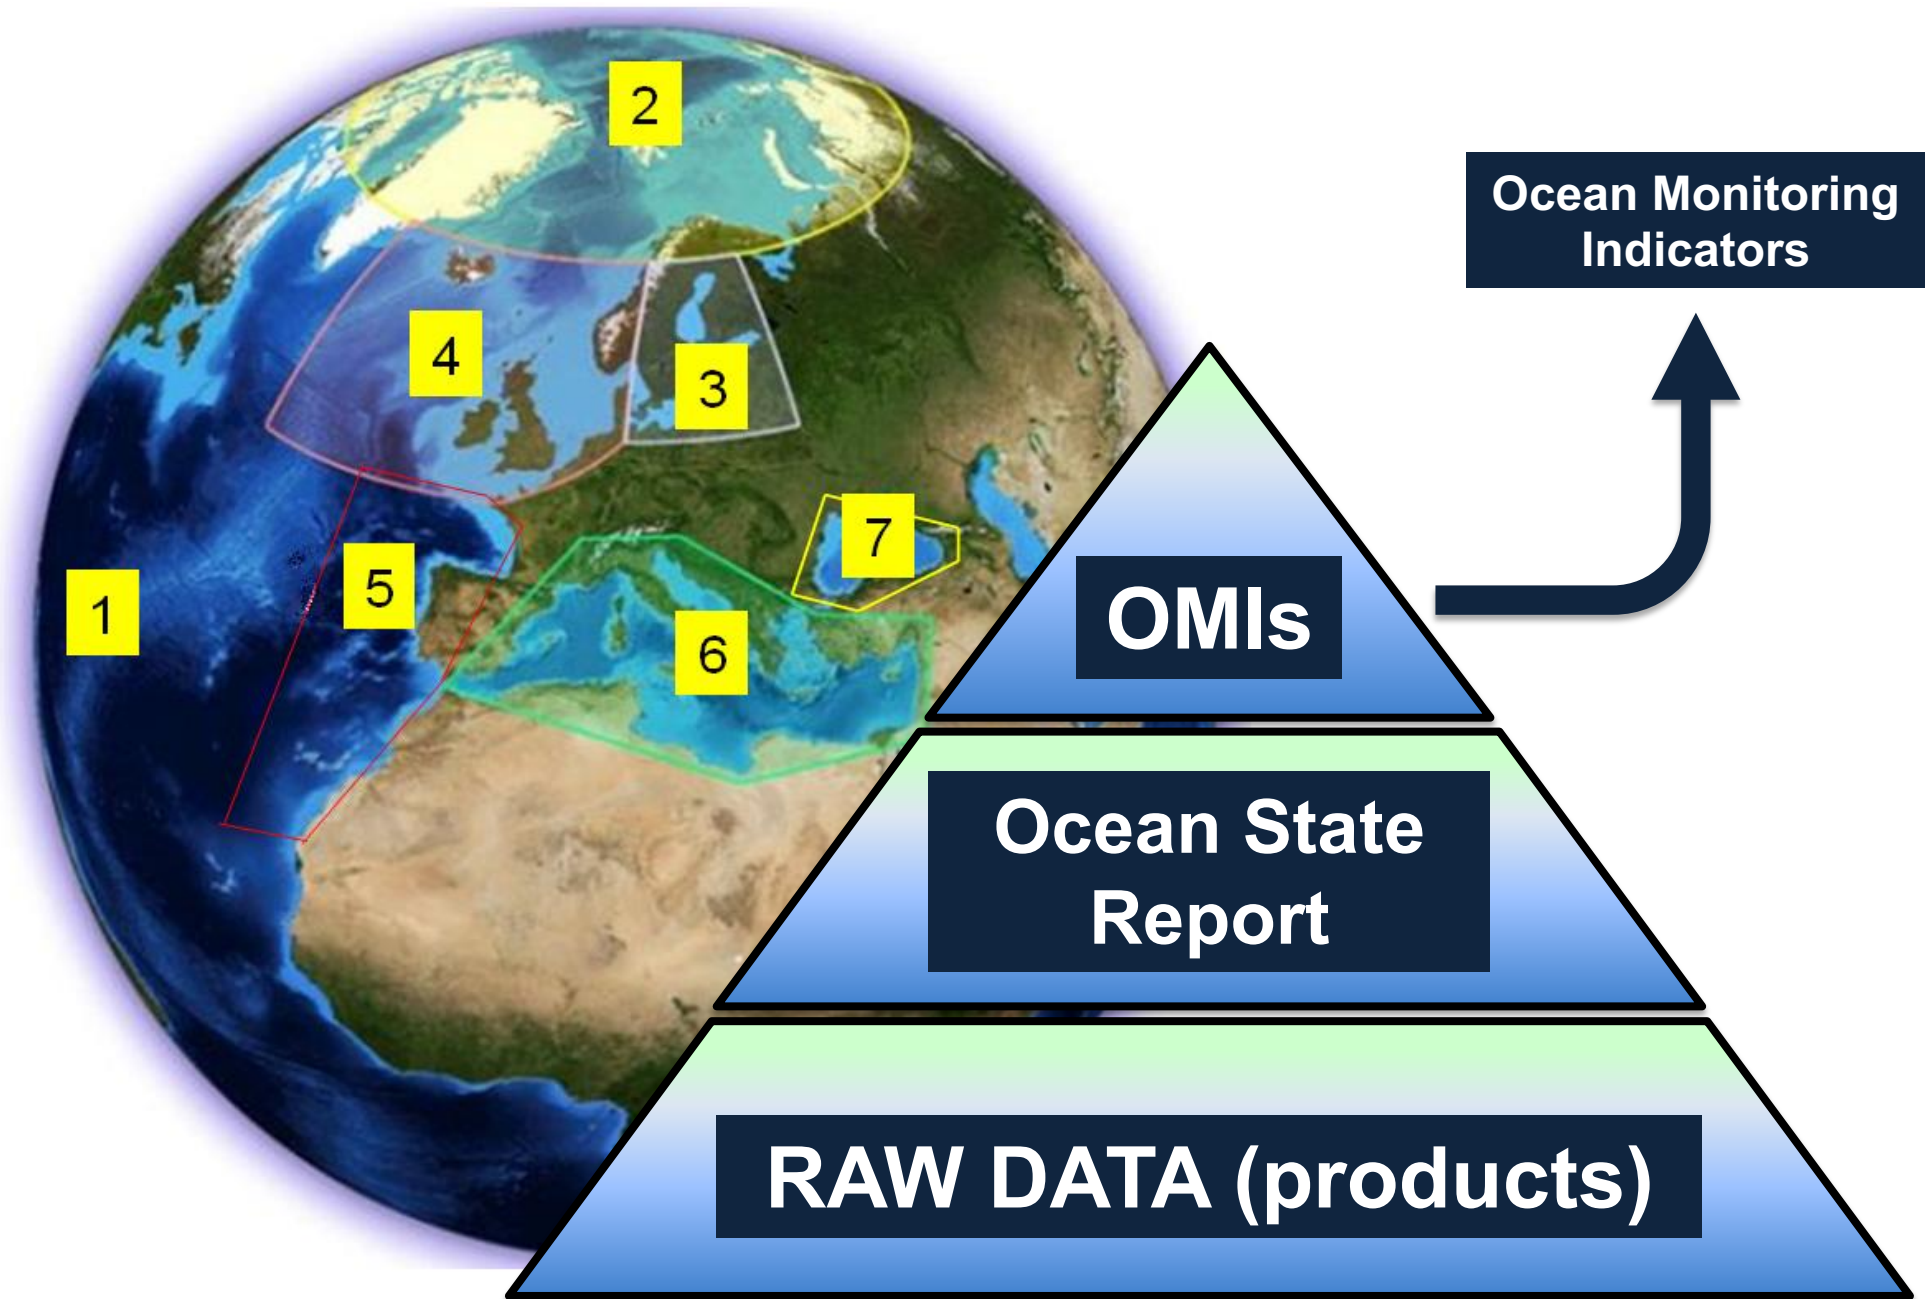 2
Ocean Monitoring
Indicators
4
3
7
5
1
6
OMIs
Ocean State
Report
RAW DATA (products)